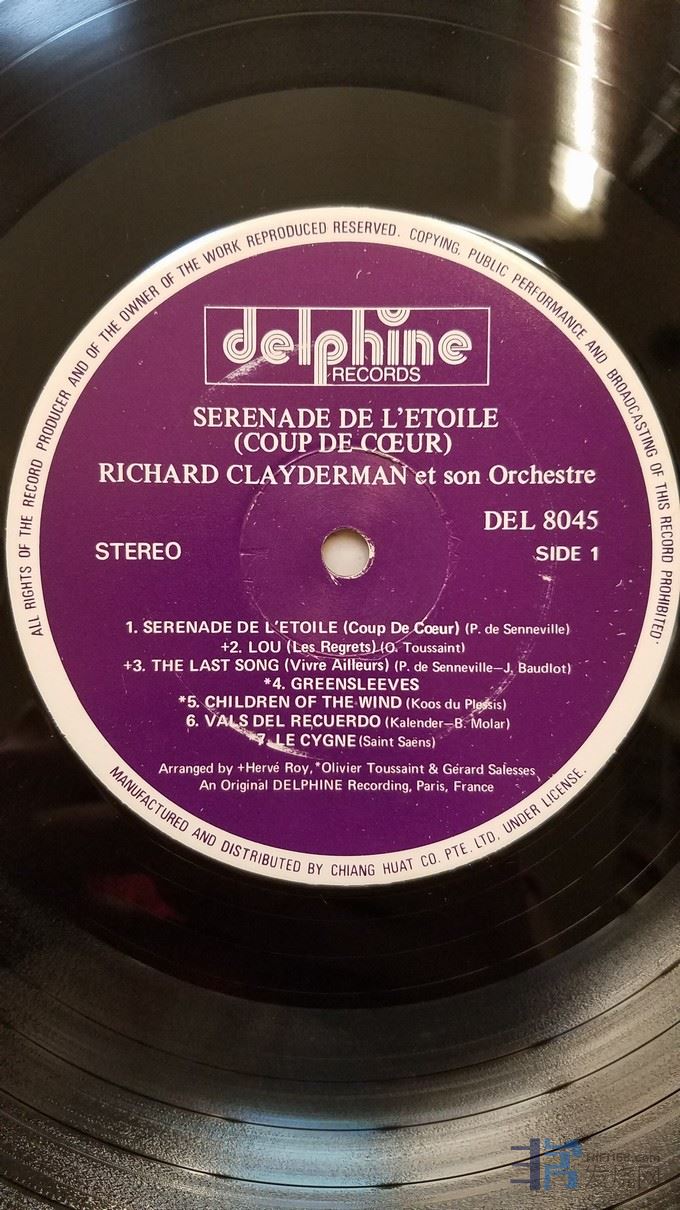 ALL RIGHTS OF THE RECORD PRODUCER AND OF THE OWNER OF THE WORK REPRODUCED RESERVED. COPYING, PUBLIC PERFORMANCE AND BROADCASTING OF THIS RECORD PROHIBITED·
delphine
RECORDS
SERENADE DE L'ETOILE
(COUP DE CŒUR)
RICHARD CLAYDERMAN et son Orchestre
DEL 8045
STEREO
SIDE 1
1. SERENADE DE L'ETOILE (Coup De Cœur) (P. de Senneville)
+2. LOU (Les Regrets) (O. Toussaint)
+3. THE LAST SONG (Vivre Ailleurs) (P. de Senneville–J. Baudlot)
*4. GREENSLEEVES
*5. CHILDREN OF THE WIND (Koos du Plessis)
6. VALS DEL RECUERDO (Kalender–B. Molar)
*7. LE CYGNE (Saint Saëns)
Arranged by +Hervé Roy, *Olivier Toussaint & Gérard Salesses
An Original DELPHINE Recording, Paris, France
MANUFACTURED AND DISTRIBUTED BY CHIANG HUAT CO. PTE. LTD, UNDER LICENSE.
HIFI168.com
发烧网